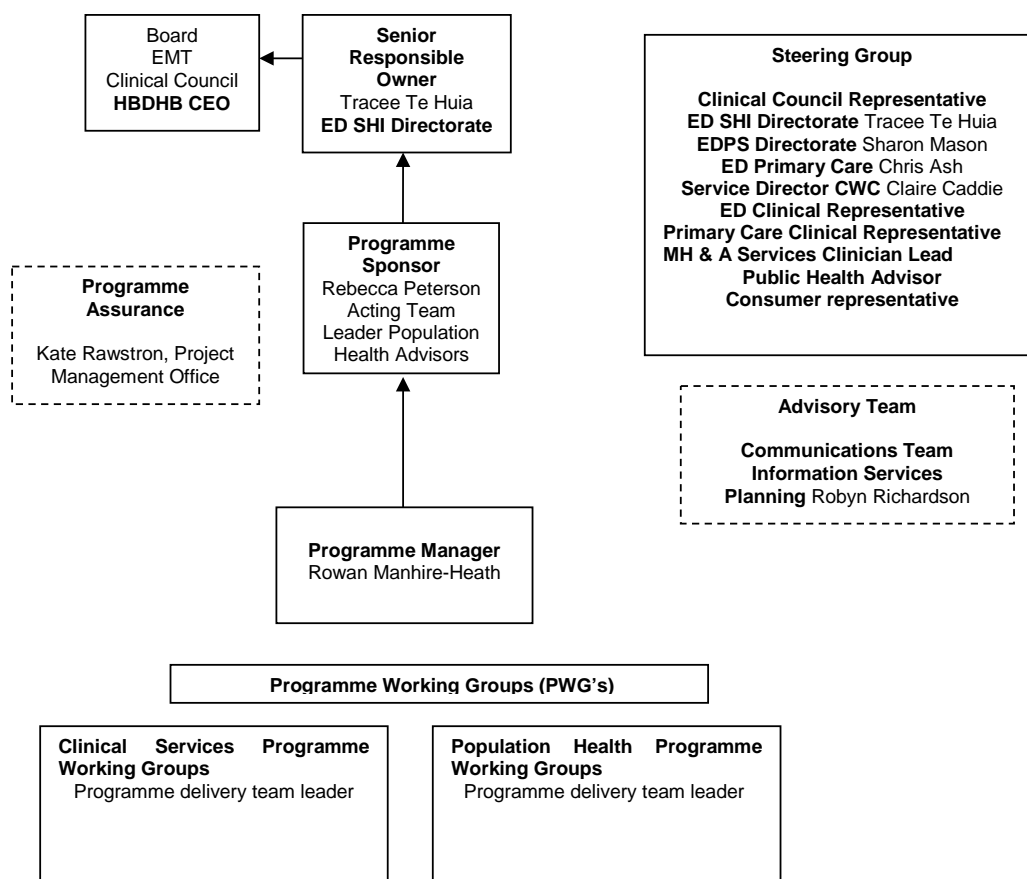 Board
EMT
Clinical Council
HBDHB CEO
Senior
Responsible
Owner
Tracee Te Huia
ED SHI Directorate
Steering Group
Clinical Council Representative
ED SHI Directorate Tracee Te Huia
EDPS Directorate Sharon Mason
ED Primary Care Chris Ash
Service Director CWC Claire Caddie
ED Clinical Representative
Primary Care Clinical Representative
MH & A Services Clinician Lead
Public Health Advisor
Consumer representative
Programme
Sponsor
Rebecca Peterson
Acting Team
Leader Population
Health Advisors
Programme
Assurance
Kate Rawstron, Project
Management Office
Advisory Team
Communications Team
Information Services
Planning Robyn Richardson
Programme Manager
Rowan Manhire-Heath
Programme Working Groups (PWG's)
Clinical Services Programme
Working Groups
Programme delivery team leader
Population Health Programme
Working Groups
Programme delivery team leader